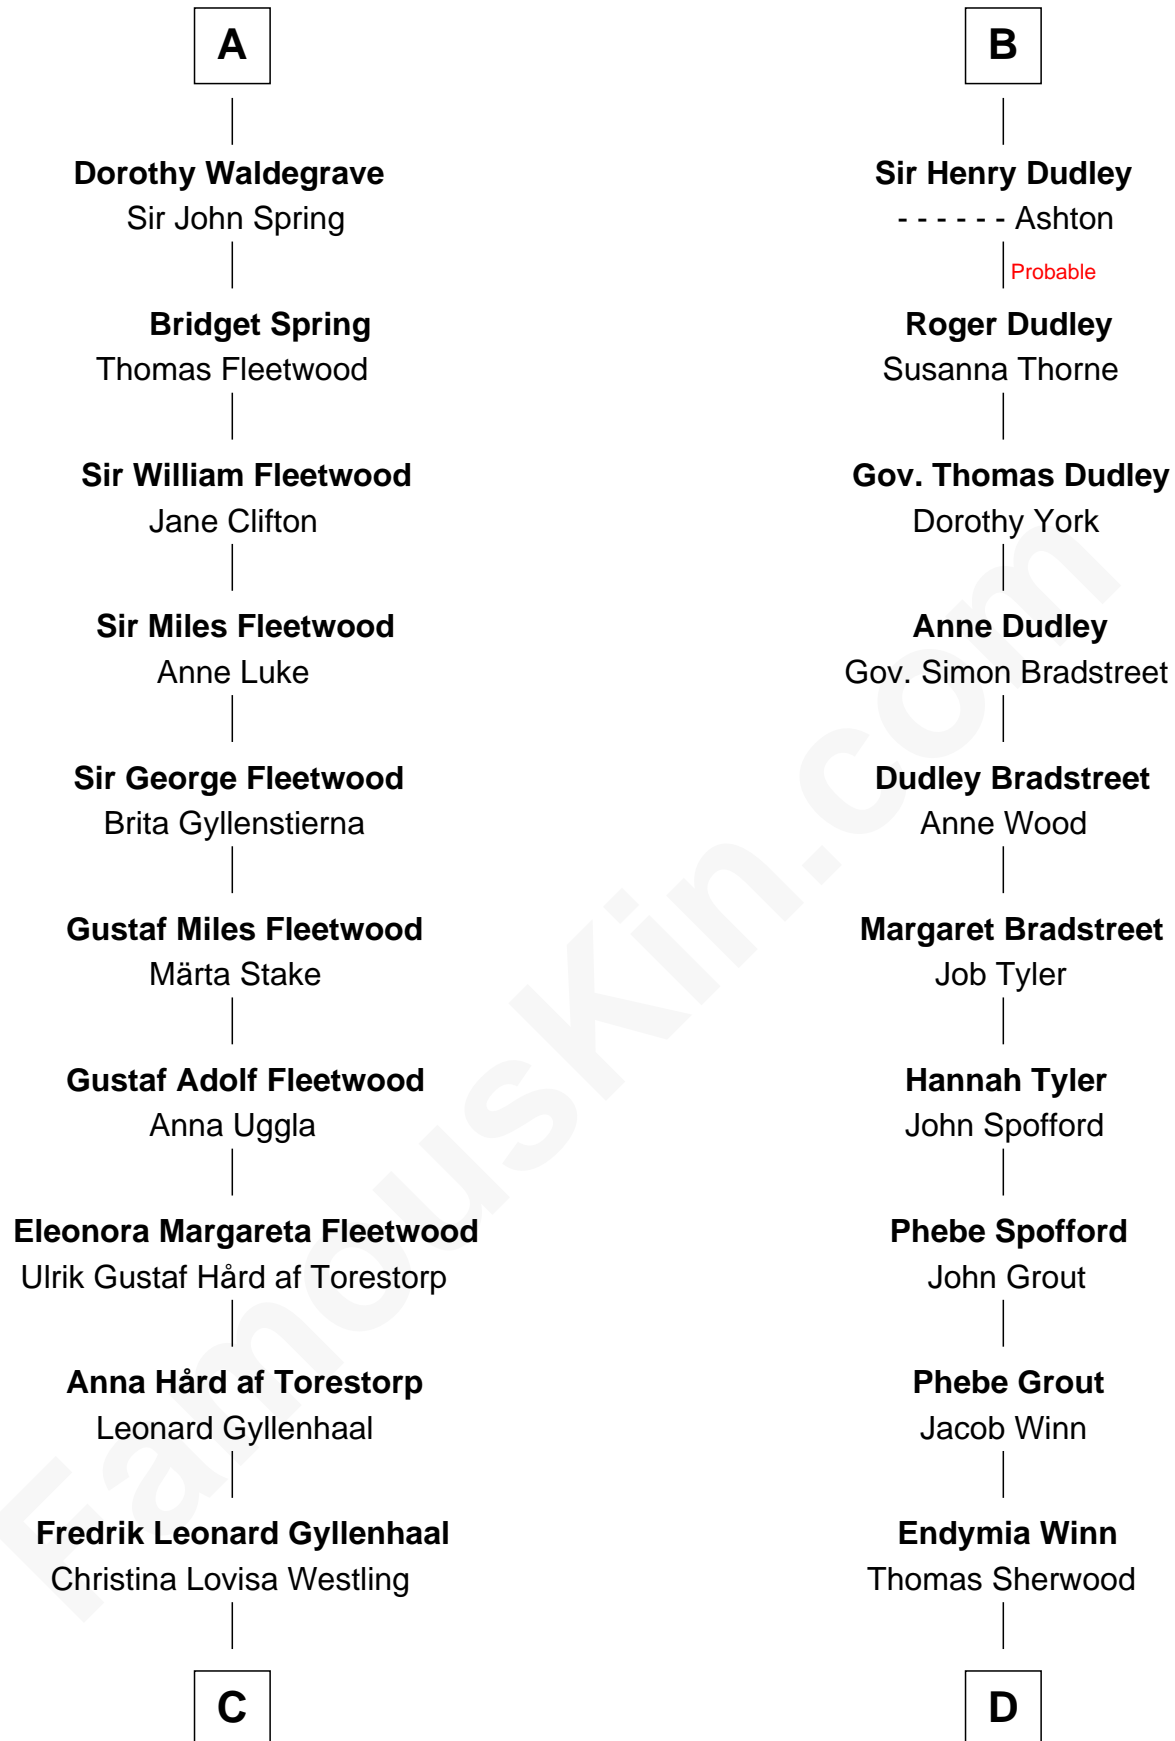 A
Dorothy Waldegrave
Sir John Spring
Bridget Spring
Thomas Fleetwood
Sir William Fleetwood
Jane Clifton
Sir Miles Fleetwood
Anne Luke
Sir George Fleetwood
Brita Gyllenstierna
Gustaf Miles Fleetwood
Märta Stake
Gustaf Adolf Fleetwood
Anna Uggla
Eleonora Margareta Fleetwood
Ulrik Gustaf Hård af Torestorp
Anna Hård af Torestorp
Leonard Gyllenhaal
Fredrik Leonard Gyllenhaal
Christina Lovisa Westling
C
B
Sir Henry Dudley
- - - - - - Ashton
Probable
Roger Dudley
Susanna Thorne
Gov. Thomas Dudley
Dorothy York
Anne Dudley
Gov. Simon Bradstreet
Dudley Bradstreet
Anne Wood
Margaret Bradstreet
Job Tyler
Hannah Tyler
John Spofford
Phebe Spofford
John Grout
Phebe Grout
Jacob Winn
Endymia Winn
Thomas Sherwood
D
FamousKin.com